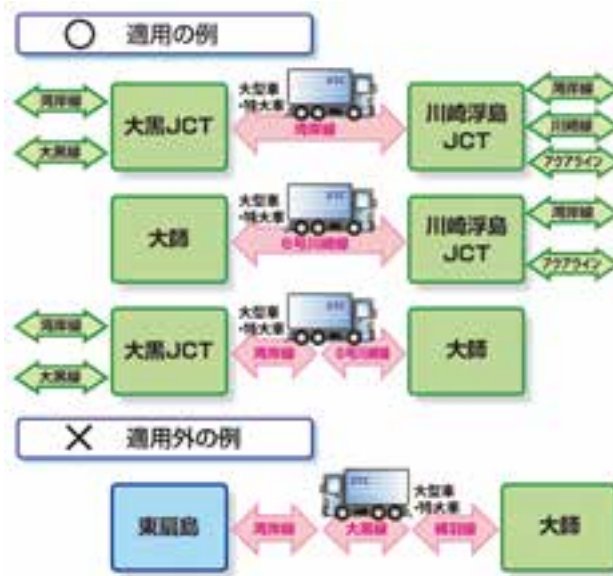 ○ 適用の例
湾岸線
大黒線
大黒JCT
大型車
・特大車
ETC
湾岸線
川崎浮島
JCT
湾岸線
川崎線
アクアライン
大師
大型車
・特大車
ETC
6号川崎線
川崎浮島
JCT
湾岸線
アクアライン
湾岸線
大黒線
大黒JCT
大型車
・特大車
ETC
湾岸線
6号川崎線
大師
× 適用外の例
東扇島
湾岸線
ETC
大黒線
大型車
・特大車
横羽線
大師